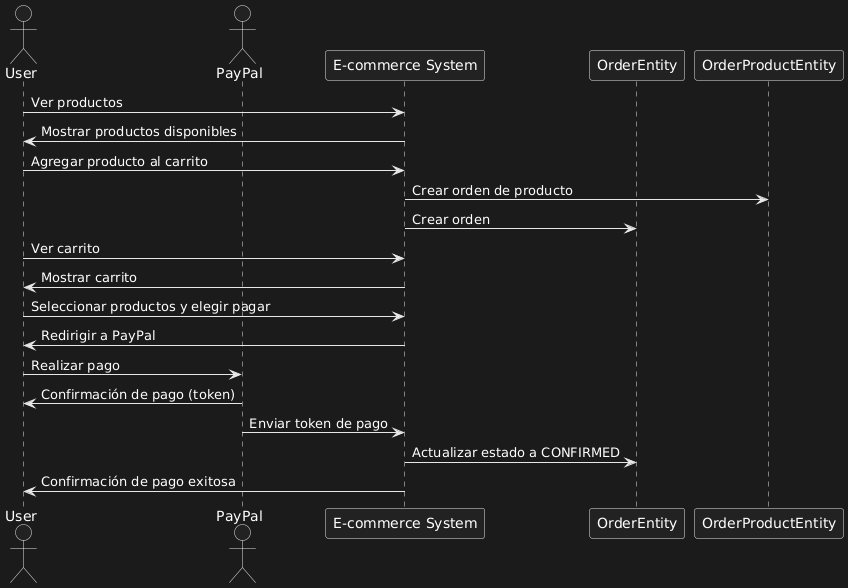 User
PayPal
E-commerce System
OrderEntity
OrderProductEntity
Ver productos
Mostrar productos disponibles
Agregar producto al carrito
Crear orden de producto
Crear orden
Ver carrito
Mostrar carrito
Seleccionar productos y elegir pagar
Redirigir a PayPal
Realizar pago
Confirmación de pago (token)
Enviar token de pago
Actualizar estado a CONFIRMED
Confirmación de pago exitosa
User
PayPal
E-commerce System
OrderEntity
OrderProductEntity